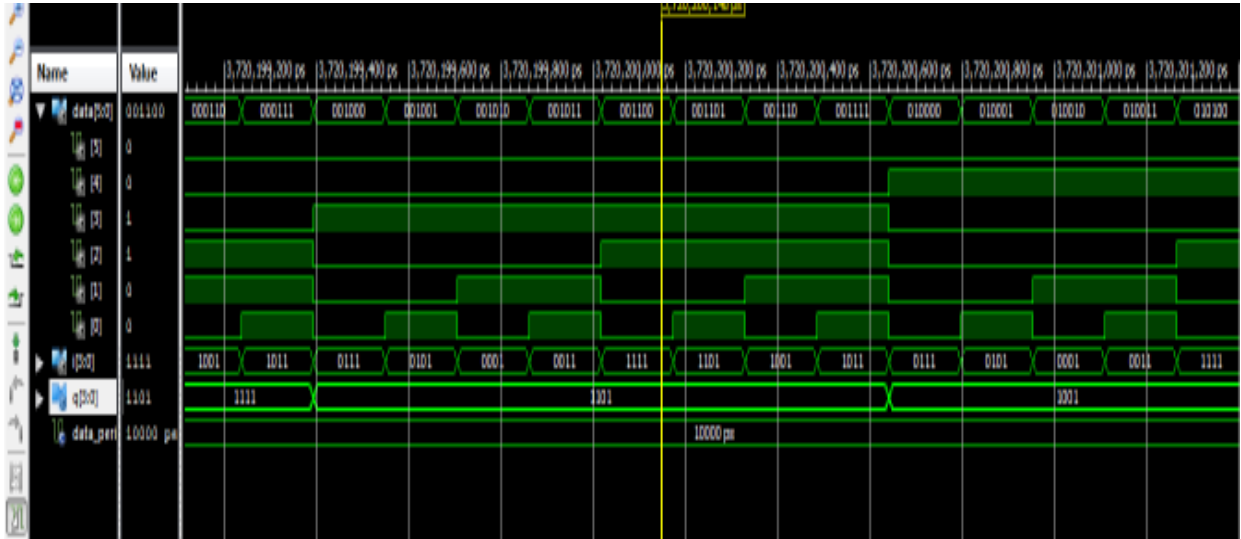 Name Value 3,720,199,200 ps 3,720,199,400 ps 3,720,199,600 ps 3,720,199,800 ps 3,720,200,000 ps 3,720,200,200 ps 3,720,200,400 ps 3,720,200,600 ps 3,720,200,800 ps 3,720,201,000 ps 3,720,201,200 ps
data[5:0] 001100 000110 000111 001000 001001 001010 001011 001100 001101 001110 001111 010000 010001 010010 010011 010100
[5] 0
[4] 0
[3] 1
[2] 1
[1] 0
[0] 0
i[3:0] 1111 1001 1011 0111 0101 0001 0011 1111 1101 1001 1011 0111 0101 0001 0011 1111
q[3:0] 1101 1111 1101 1001
10000 ps 10000 ps